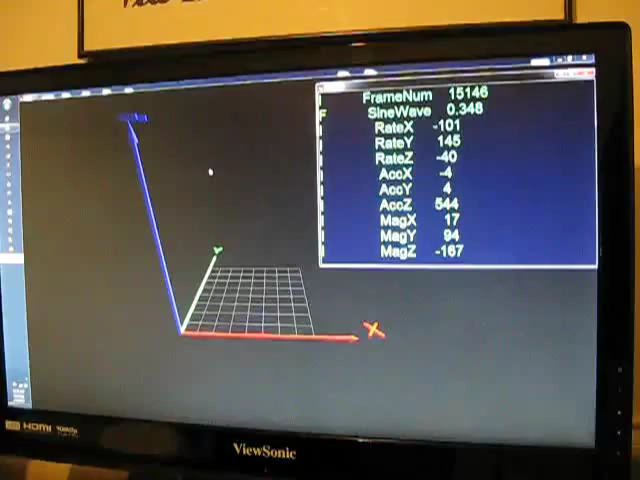 FrameNum 15146
SineWave 0.348
RateX -101
RateY 145
RateZ -40
AccX -4
AccY 4
AccZ 544
MagX 17
MagY 94
MagZ -167
Y
X
HDMI
ViewSonic